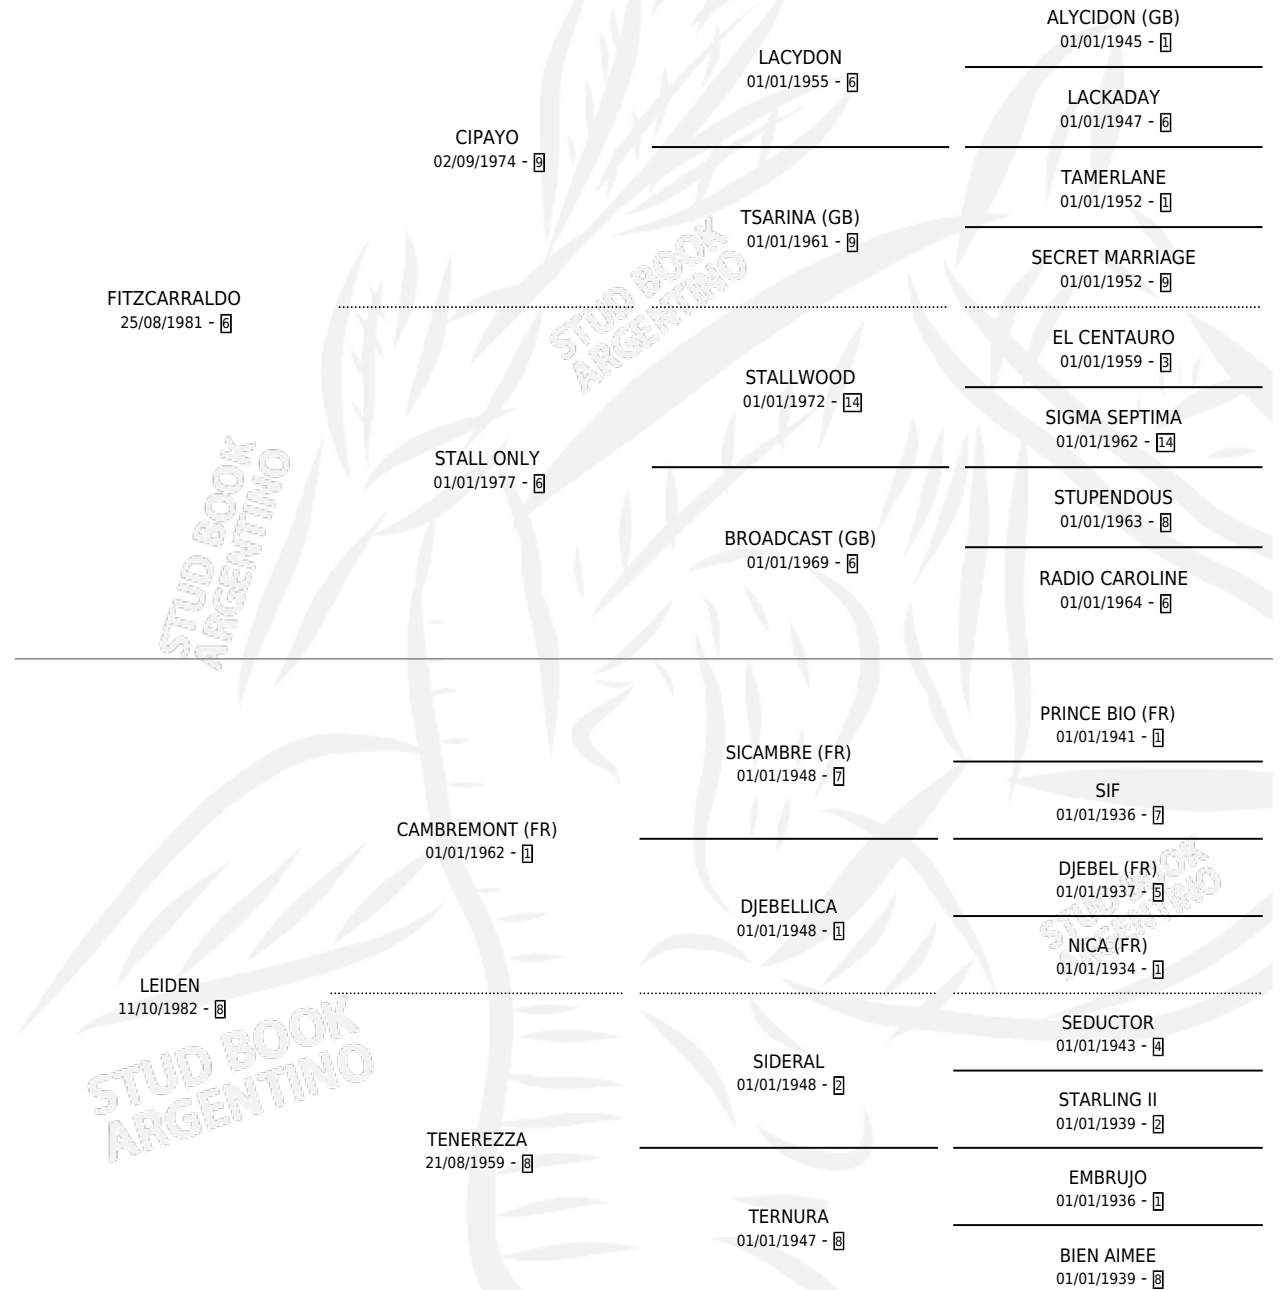 ALYCIDON (GB)
01/01/1945 - 1
LACYDON
01/01/1955 - 6
LACKADAY
01/01/1947 - 6
CIPAYO
02/09/1974 - 9
TAMERLANE
01/01/1952 - 1
TSARINA (GB)
01/01/1961 - 9
SECRET MARRIAGE
01/01/1952 - 9
FITZCARRALDO
25/08/1981 - 6
EL CENTAURO
01/01/1959 - 3
STALLWOOD
01/01/1972 - 14
SIGMA SEPTIMA
01/01/1962 - 14
STALL ONLY
01/01/1977 - 6
STUPENDOUS
01/01/1963 - 8
BROADCAST (GB)
01/01/1969 - 6
RADIO CAROLINE
01/01/1964 - 6
PRINCE BIO (FR)
01/01/1941 - 1
SICAMBRE (FR)
01/01/1948 - 7
SIF
01/01/1936 - 7
CAMBREMONT (FR)
01/01/1962 - 1
DJEBEL (FR)
01/01/1937 - 5
DJEBELLICA
01/01/1948 - 1
NICA (FR)
01/01/1934 - 1
LEIDEN
11/10/1982 - 8
SEDUCTOR
01/01/1943 - 4
SIDERAL
01/01/1948 - 2
STARLING II
01/01/1939 - 2
TENEREZZA
21/08/1959 - 8
EMBRUJO
01/01/1936 - 1
TERNURA
01/01/1947 - 8
BIEN AIMEE
01/01/1939 - 8
STUD BOOK
ARGENTINO
STUD BOOK
ARGENTINO
STUD BOOK
ARGENTINO
STUD BOOK
ARGENTINO